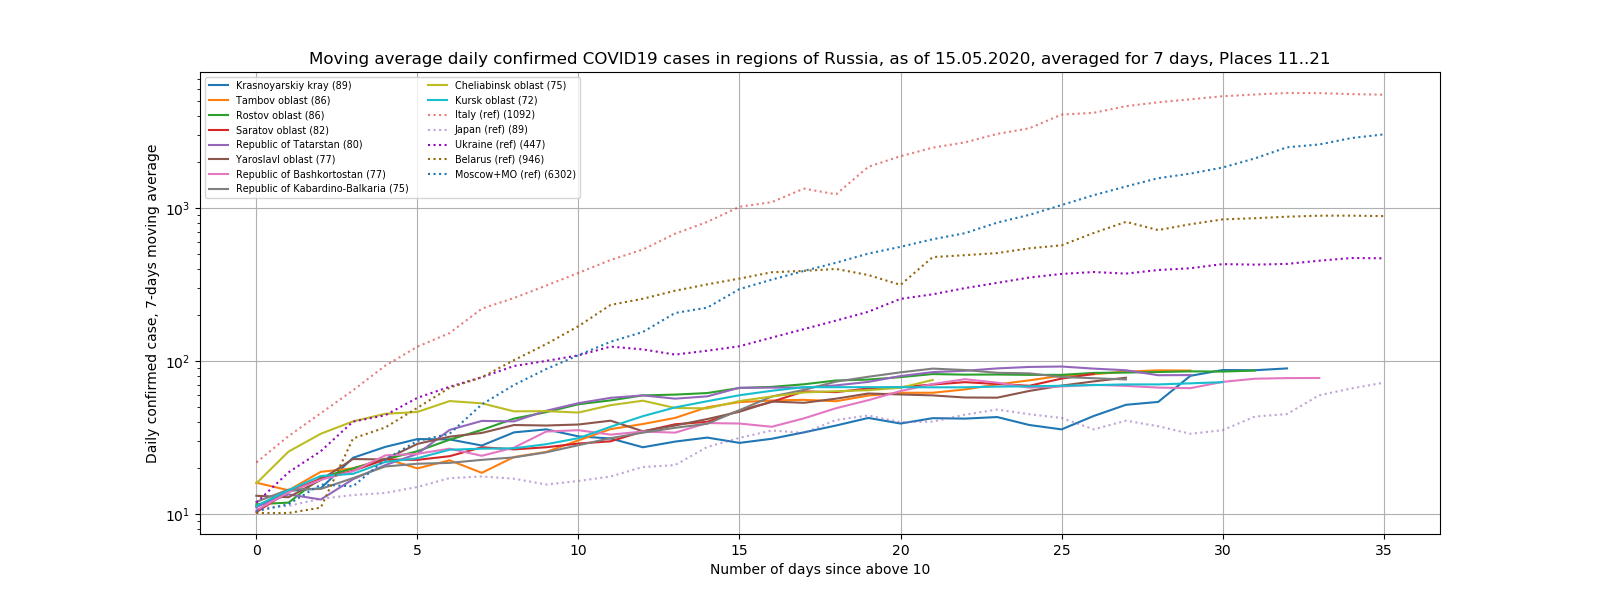 Moving average daily confirmed COVID19 cases in regions of Russia, as of 15.05.2020, averaged for 7 days, Places 11..21
Krasnoyarskiy kray (89)
Tambov oblast (86)
Rostov oblast (86)
Saratov oblast (82)
Republic of Tatarstan (80)
Yaroslavl oblast (77)
Republic of Bashkortostan (77)
Republic of Kabardino-Balkaria (75)
Cheliabinsk oblast (75)
Kursk oblast (72)
Italy (ref) (1092)
Japan (ref) (89)
Ukraine (ref) (447)
Belarus (ref) (946)
Moscow+MO (ref) (6302)
Daily confirmed case, 7-days moving average
10³
10²
10¹
0 5 10 15 20 25 30 35
Number of days since above 10